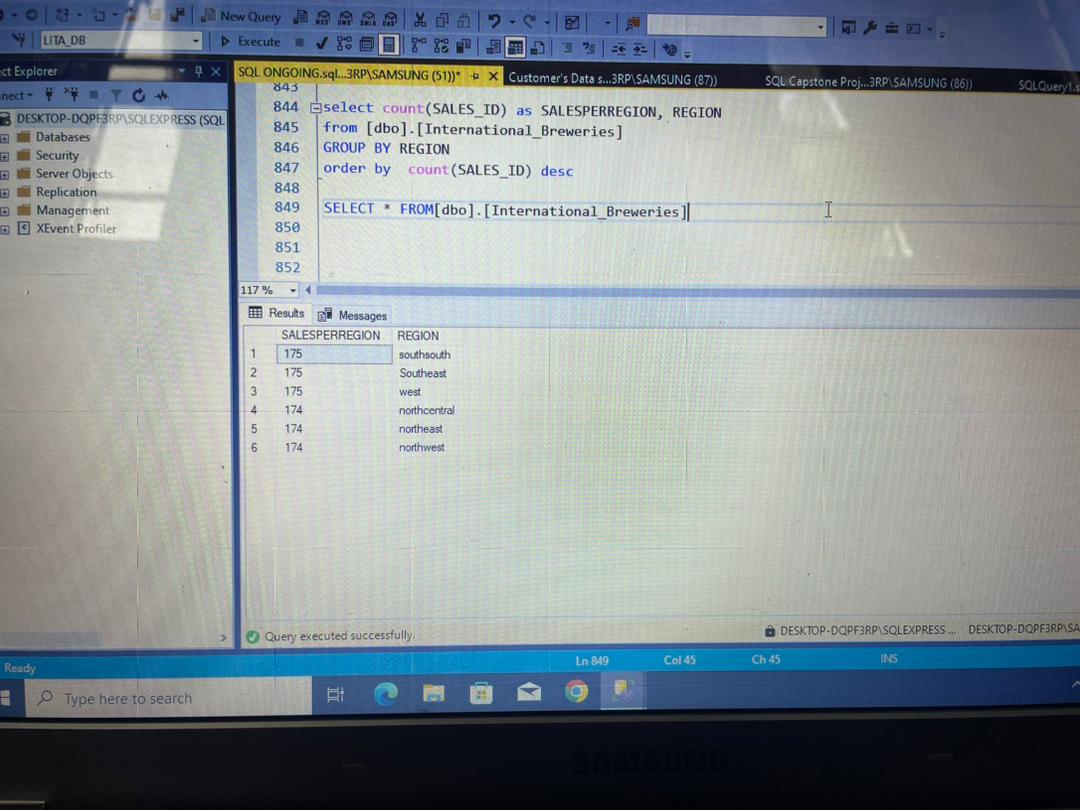 New Query
LITA_DB
Execute
ct Explorer
SQL ONGOING.sql...3RP\SAMSUNG (51))*
Customer's Data s...3RP\SAMSUNG (87))
SQL Capstone Proj...3RP\SAMSUNG (86))
SQLQuery1.s
nect
DESKTOP-DQPF3RP\SQLEXPRESS (SQL
Databases
Security
Server Objects
Replication
Management
XEvent Profiler
843
844 select count(SALES_ID) as SALESPERREGION, REGION
845 from [dbo].[International_Breweries]
846 GROUP BY REGION
847 order by count(SALES_ID) desc
848
849 SELECT * FROM[dbo].[International_Breweries]
850
851
852
117 %
Results Messages
SALESPERREGION REGION
1 175 southsouth
2 175 Southeast
3 175 west
4 174 northcentral
5 174 northeast
6 174 northwest
Query executed successfully.
DESKTOP-DQPF3RP\SQLEXPRESS ...
DESKTOP-DQPF3RP\SA
Ready
Ln 849 Col 45 Ch 45 INS
Type here to search
SAMSUNG